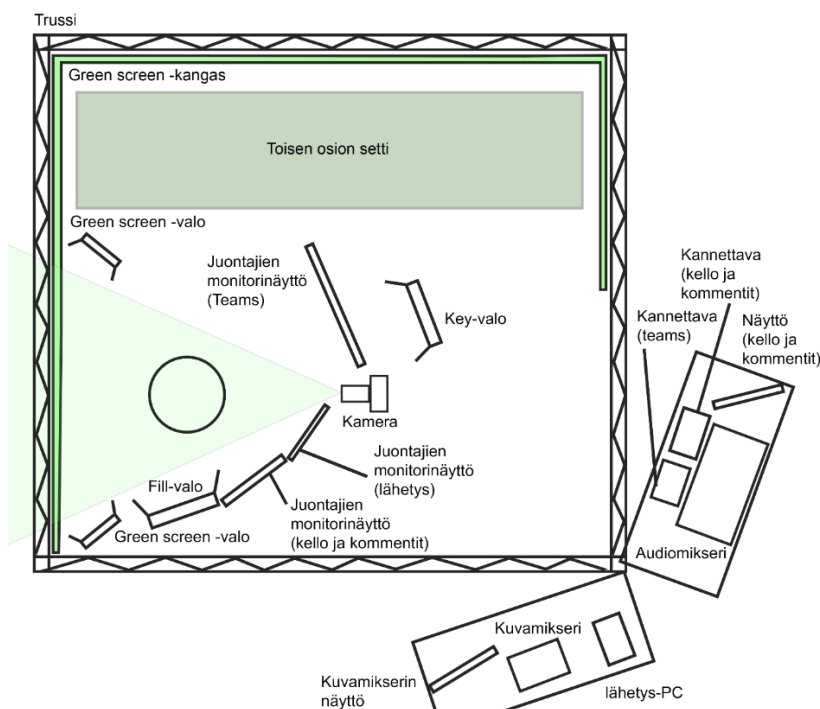 Trussi
Green screen -kangas
Toisen osion setti
Green screen -valo
Juontajien
monitorinäyttö
(Teams)
Key-valo
Kannettava
(kello ja
kommentit)
Kannettava
(teams)
Näyttö
(kello ja
kommentit)
Kamera
Juontajien
monitorinäyttö
(lähetys)
Fill-valo
Juontajien
monitorinäyttö
(kello ja kommentit)
Green screen -valo
Audiomikseri
Kuvamikseri
Kuvamikserin
näyttö
lähetys-PC